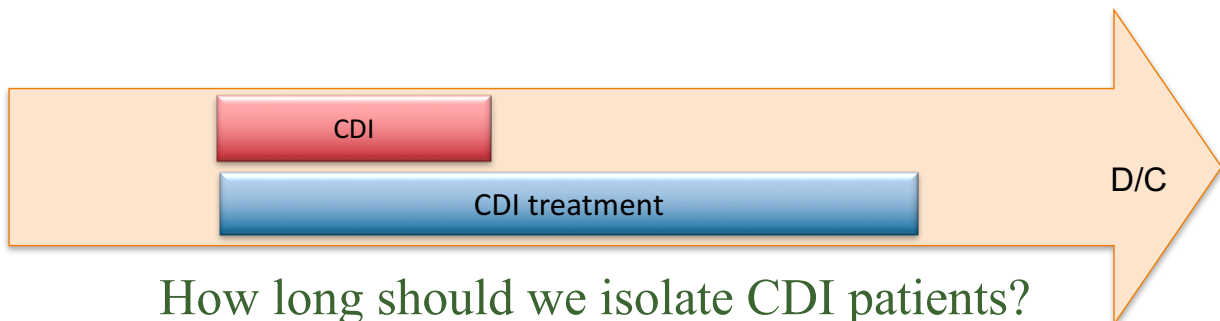 CDI
CDI treatment
D/C
How long should we isolate CDI patients?